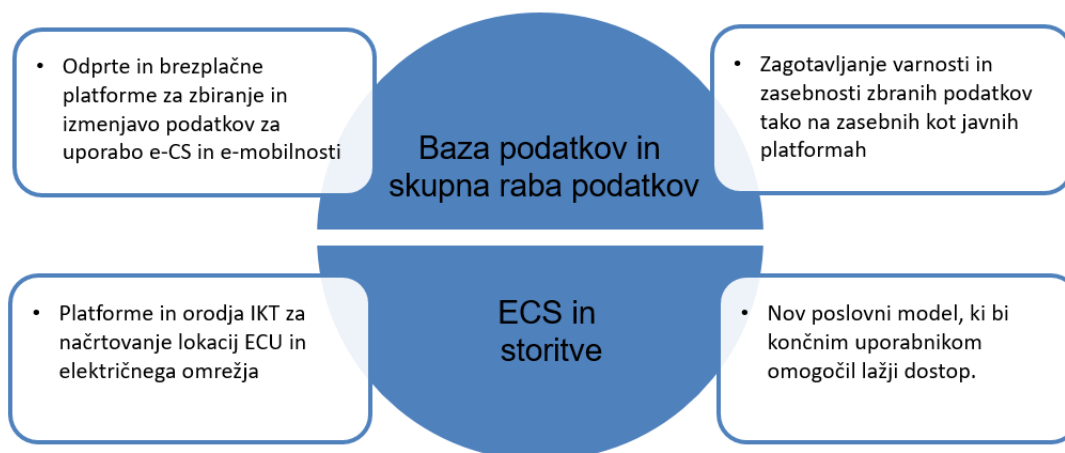 • Odprte in brezplačne
platforme za zbiranje in
izmenjavo podatkov za
uporabo e-CS in e-mobilnosti
Baza podatkov in
skupna raba podatkov
• Zagotavljanje varnosti in
zasebnosti zbranih podatkov
tako na zasebnih kot javnih
platformah
• Platforme in orodja IKT za
načrtovanje lokacij ECU in
električnega omrežja
ECS in
storitve
• Nov poslovni model, ki bi
končnim uporabnikom
omogočil lažji dostop.